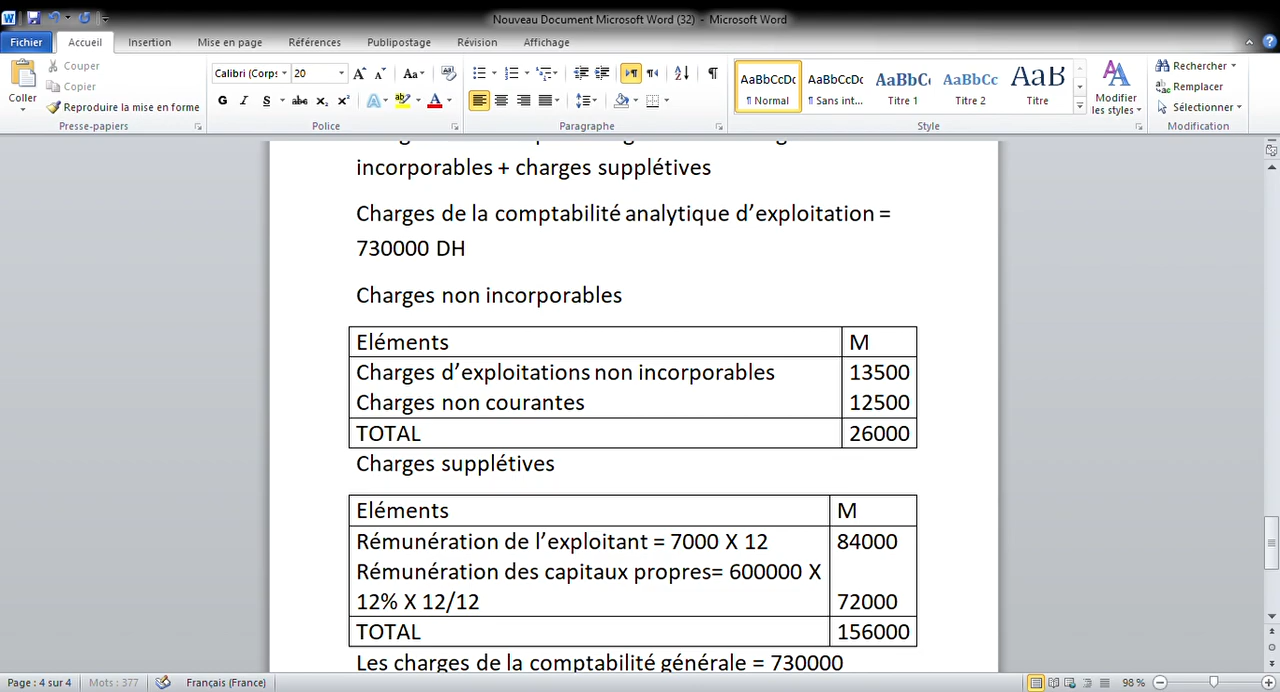 Nouveau Document Microsoft Word (32) - Microsoft Word
Fichier Accueil Insertion Mise en page Références Publipostage Révision Affichage
Coller
Couper
Copier
Reproduire la mise en forme
Presse-papiers
Calibri (Corps 20
G I S abc x₂ x²
Police
Paragraphe
AaBbCcDc AaBbCcDc AaBbC AaBbCc AaB
¶ Normal ¶ Sans int... Titre 1 Titre 2 Titre
Modifier les styles
Style
Rechercher
Remplacer
Sélectionner
Modification
incorporables + charges supplétives
Charges de la comptabilité analytique d’exploitation =
730000 DH
Charges non incorporables
Eléments M
Charges d’exploitations non incorporables 13500
Charges non courantes 12500
TOTAL 26000
Charges supplétives
Eléments M
Rémunération de l’exploitant = 7000 X 12 84000
Rémunération des capitaux propres= 600000 X
12% X 12/12 72000
TOTAL 156000
Les charges de la comptabilité générale = 730000
Page : 4 sur 4 Mots : 377 Français (France) 98 %